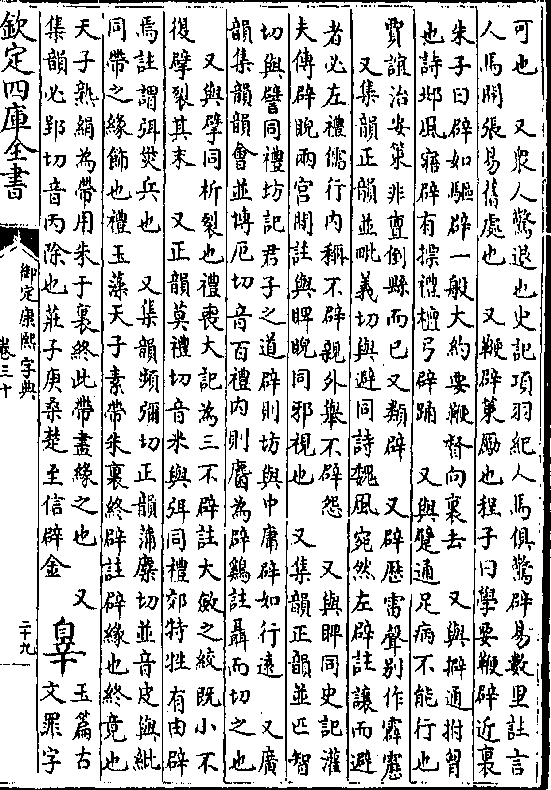 可也　又衆人驚退也史記項羽紀人馬俱驚辟易數里註言
人馬開張易舊處也　又鞭辟策勵也程子曰學要鞭辟近裏
朱子曰辟如驅辟一般大約要鞭督向裏去　又與擗通拊胷
也詩邶風寤辟有摽禮檀弓辟踊　又與躄通足病不能行也
賈誼治安策非亶倒縣而已又類辟　又辟歷雷聲别作霹靂
又集韻正韻並毗義切與避同詩魏風宛然左辟註讓而避
者必左禮儒行内稱不辟親外舉不辟怨　又與睥同史記灌
夫傳辟睨兩宮間註與睥睨同邪視也　又集韻正韻並匹智
切與譬同禮坊記君子之道辟則坊與中庸辟如行遠　又廣
韻集韻韻會並博厄切音百禮内則麕為辟鷄註聶而切之也
又與擘同析裂也禮喪大記為三不辟註大斂之絞既小不
復擘裂其末　又正韻莫禮切音米與弭同禮郊特牲有由辟
焉註謂弭烖兵也　又集韻頻彌切正韻蒲麋切並音皮與紕
同帶之緣飾也禮玉藻天子素帶朱裏終辟註辟緣也終竟也
天子熟絹為帶用朱于裏終此帶盡緣之也　又
集韻必郢切音丙除也莊子庚桑楚至信辟金
辠
玉篇古
文罪字
欽定四庫全書
御定康熙字典
卷三十
二十九